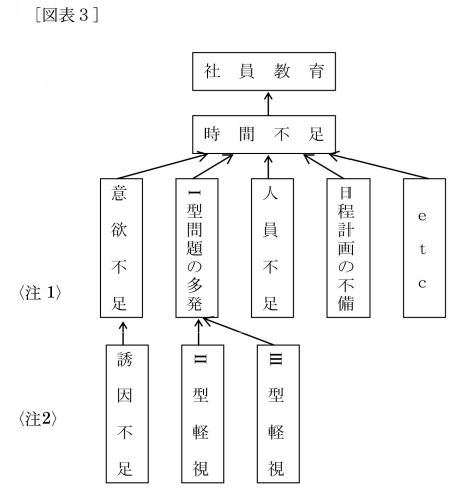 ［図表３］
社員教育
時間不足
意欲不足
Ⅰ型問題の多発
人員不足
日程計画の不備
ｅｔｃ
〈注 1〉
誘因不足
Ⅱ型軽視
Ⅲ型軽視
〈注2〉